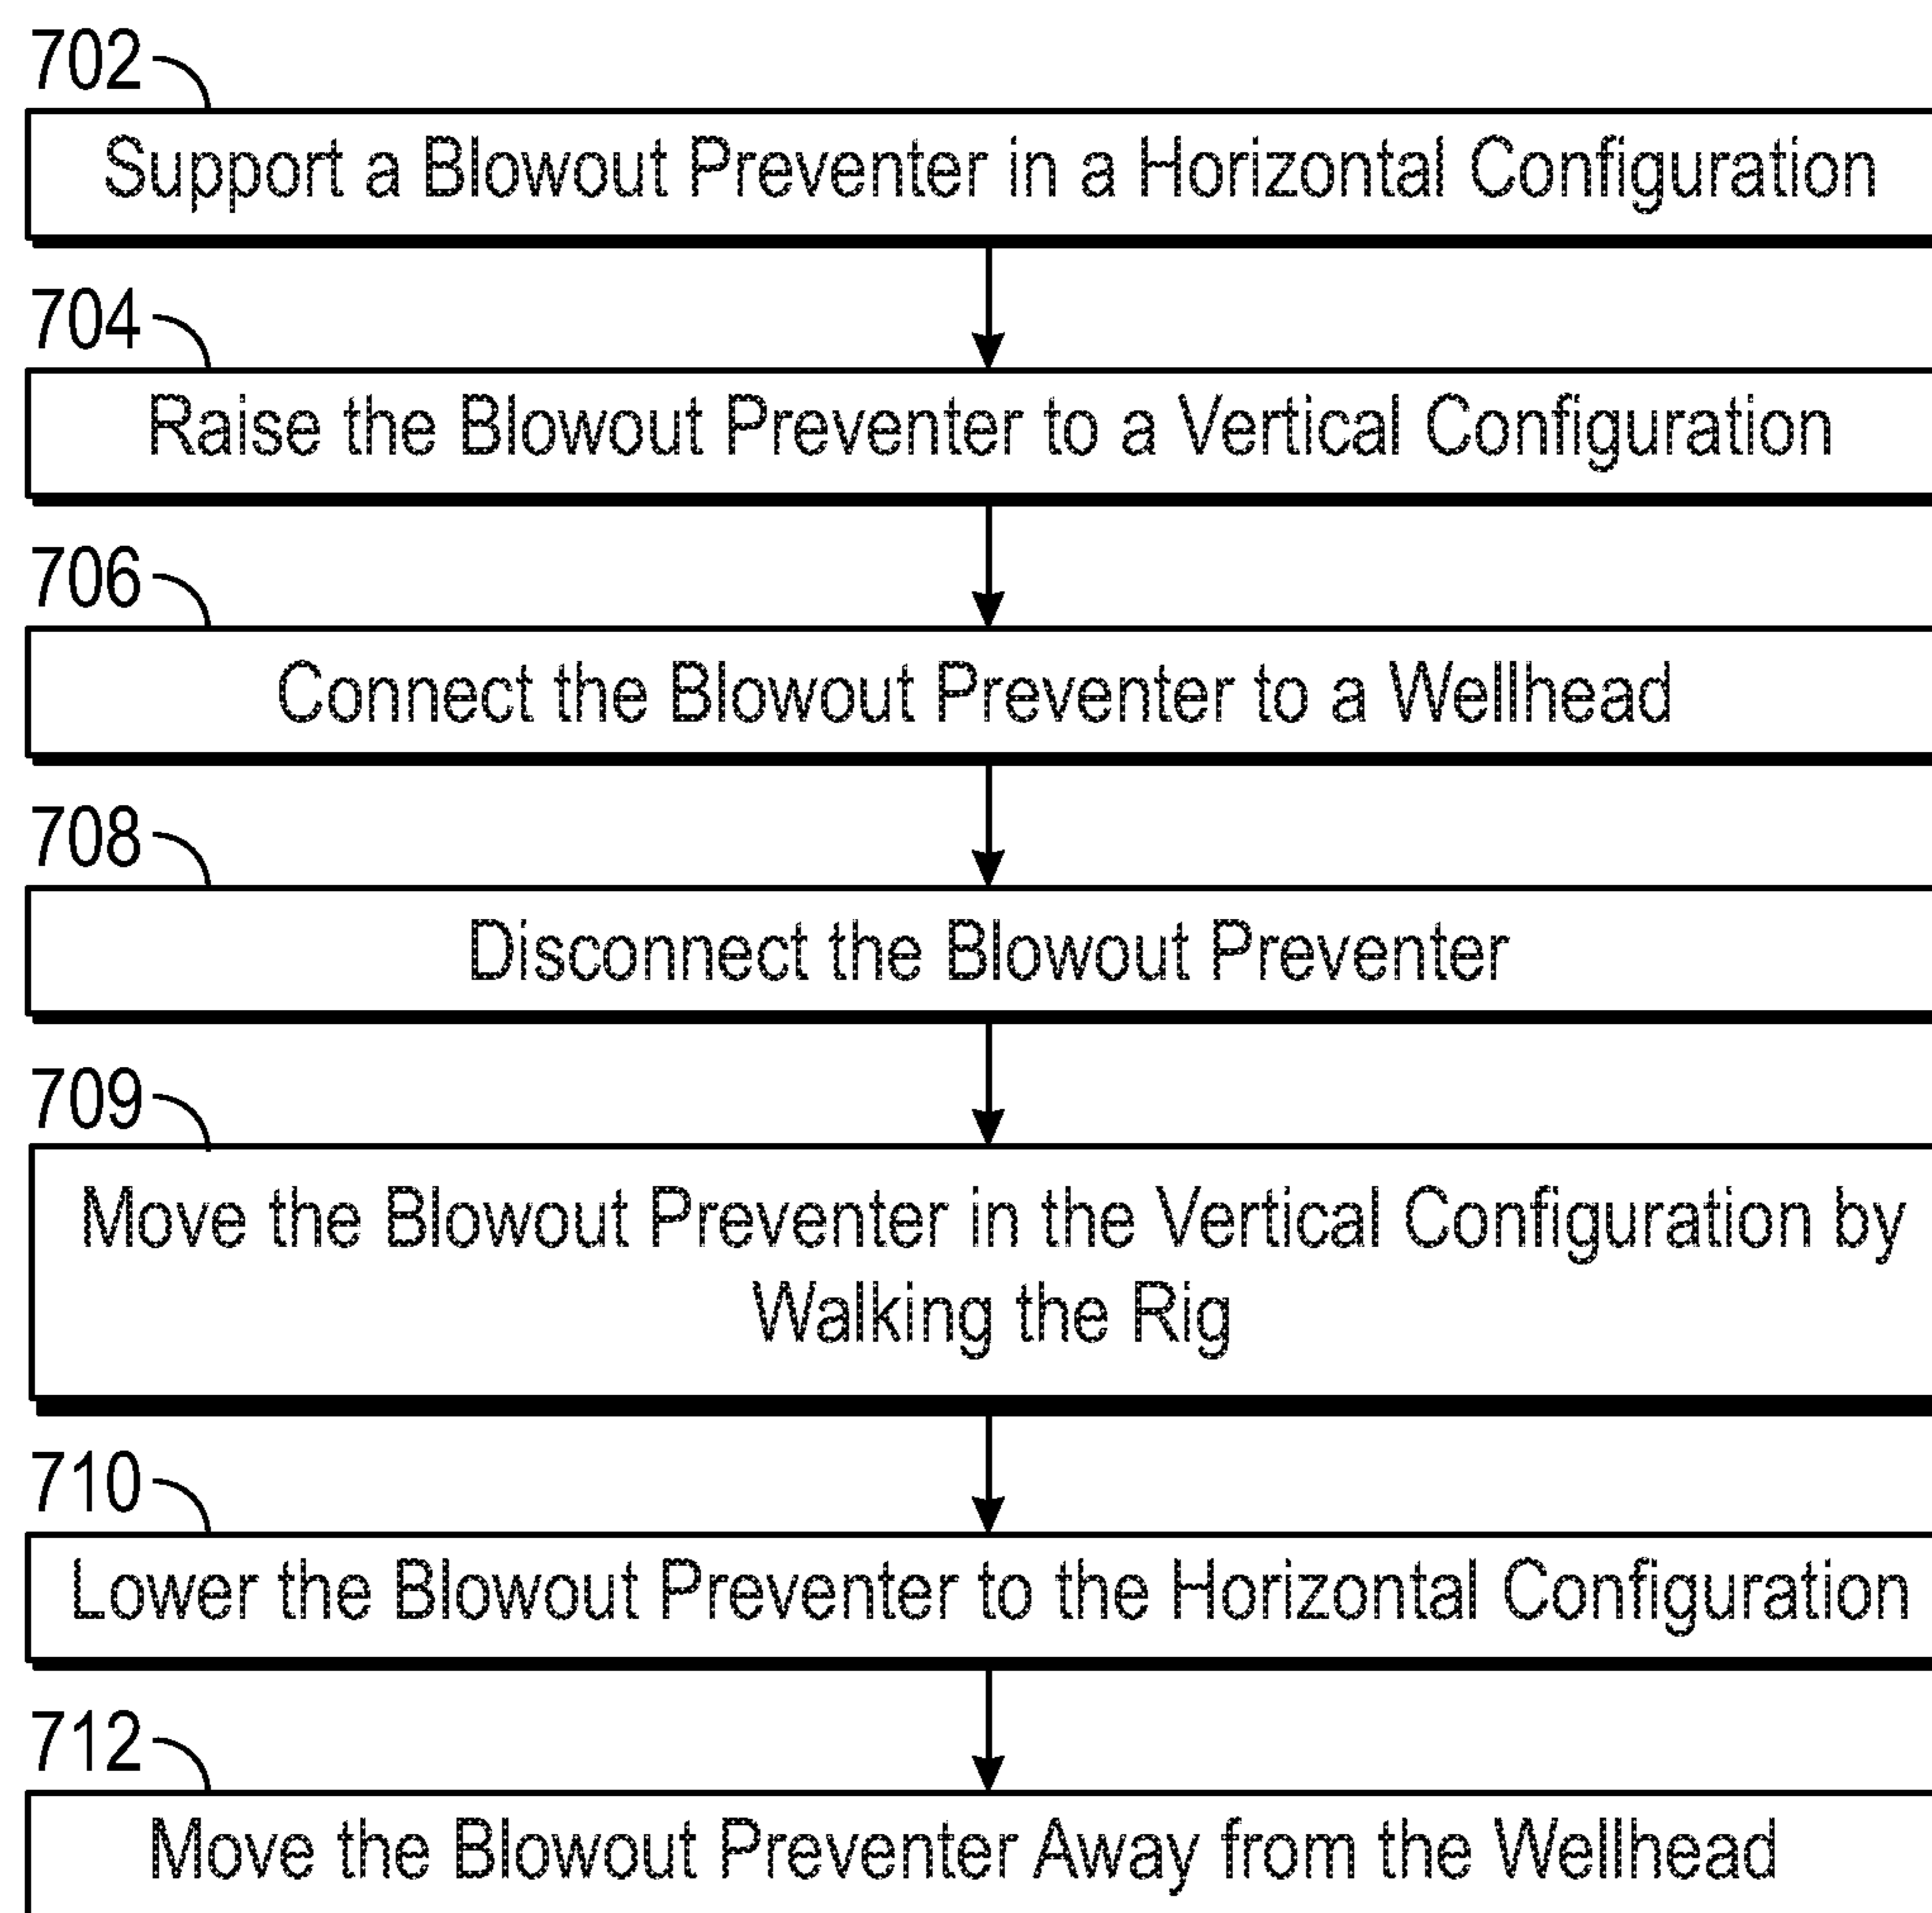 702
Support a Blowout Preventer in a Horizontal Configuration
704
Raise the Blowout Preventer to a Vertical Configuration
706
Connect the Blowout Preventer to a Wellhead
708
Disconnect the Blowout Preventer
709
Move the Blowout Preventer in the Vertical Configuration by
Walking the Rig
710
Lower the Blowout Preventer to the Horizontal Configuration
712
Move the Blowout Preventer Away from the Wellhead